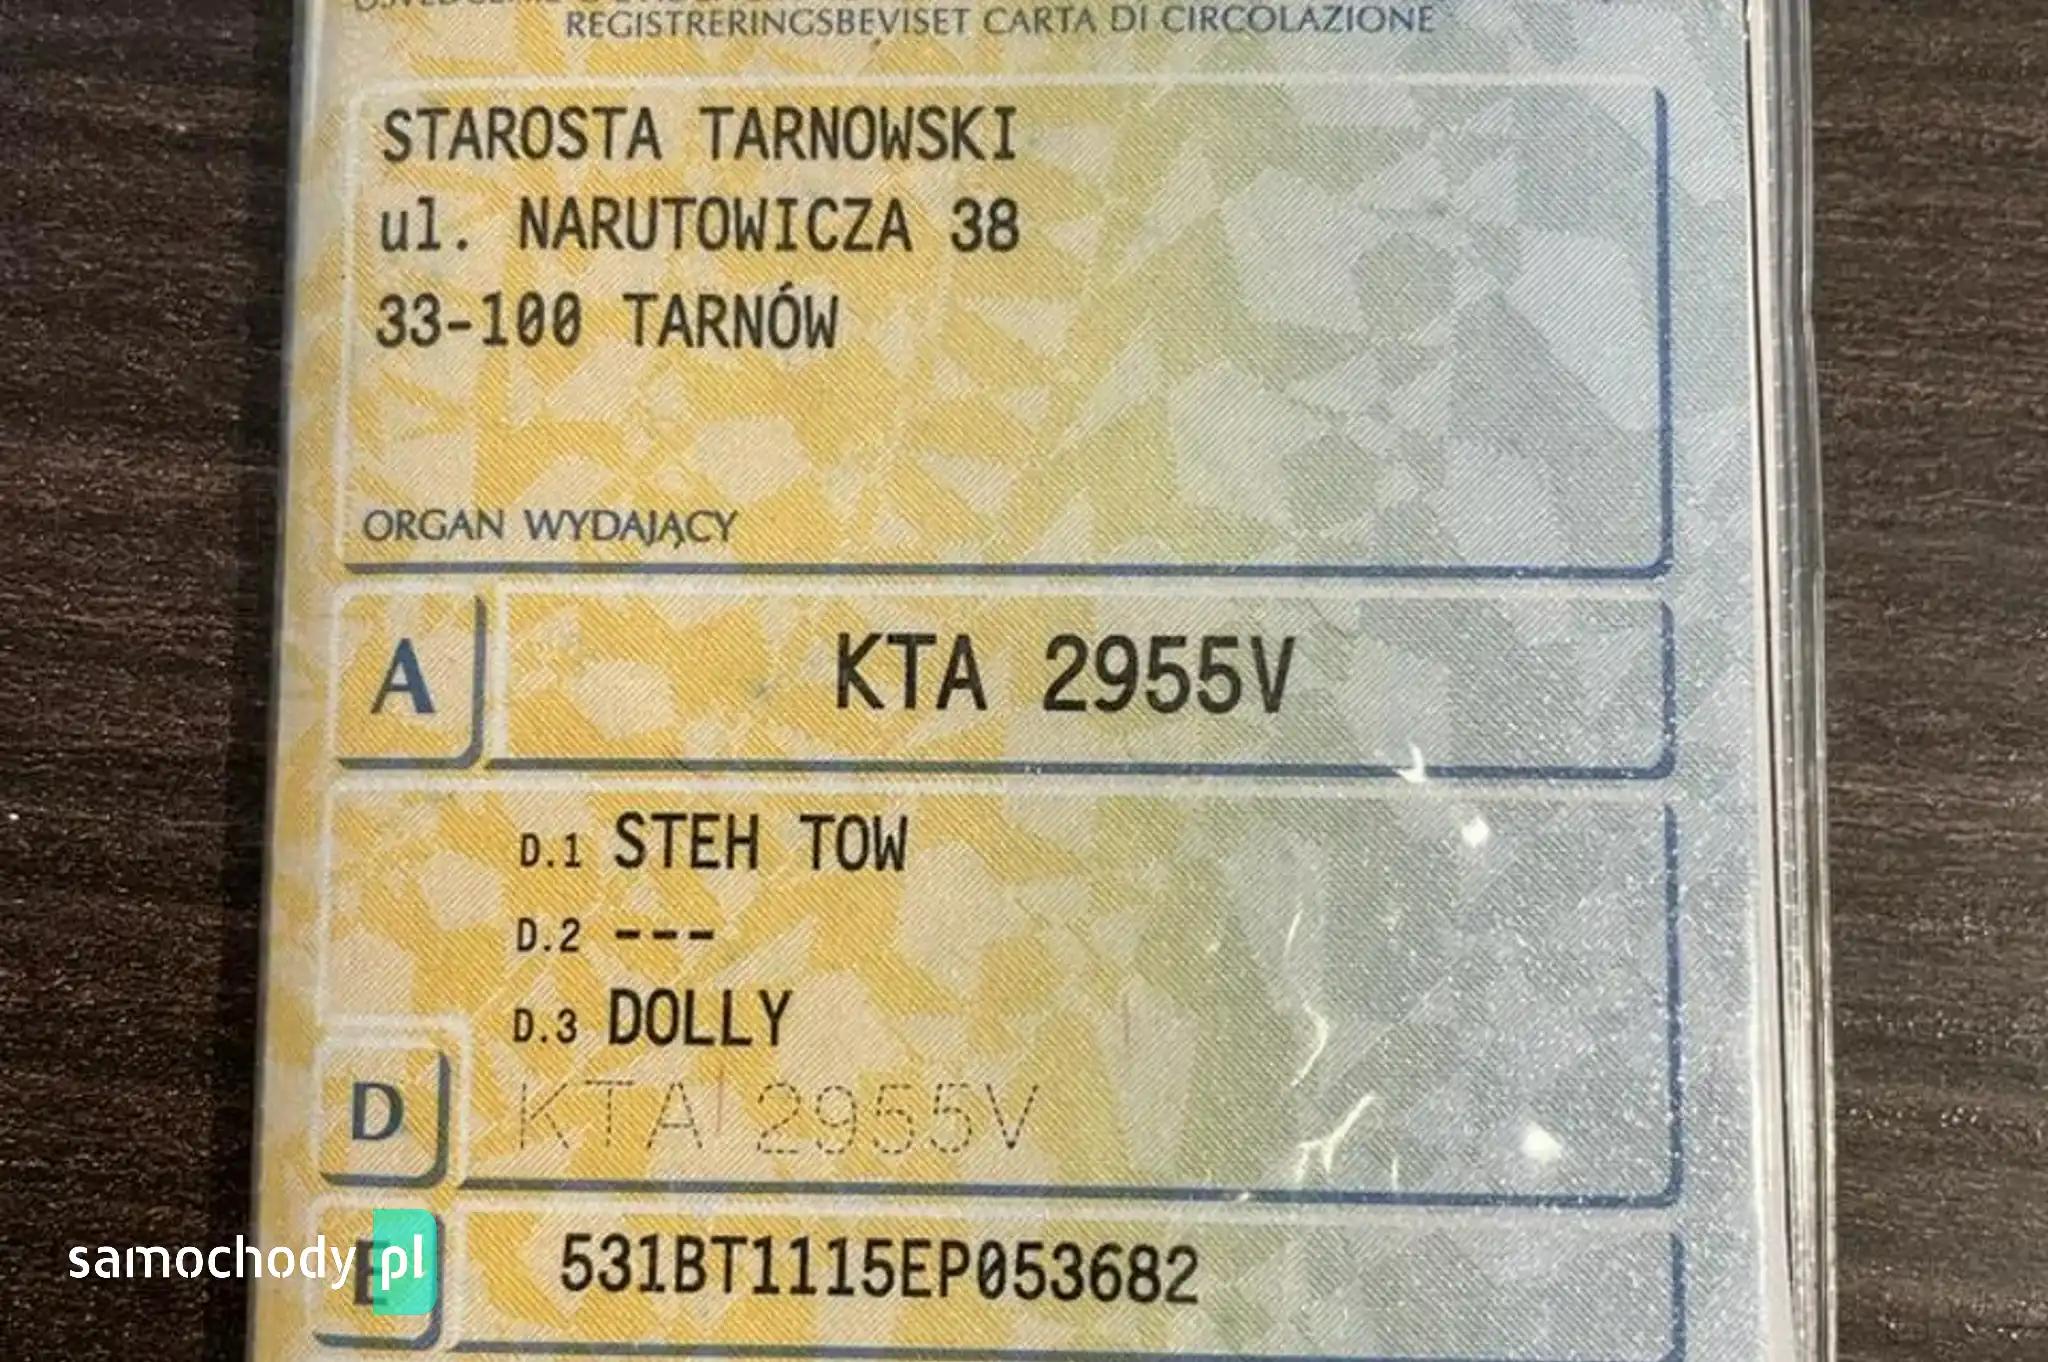 REGISTRERINGSBEVISET CARTA DI CIRCOLAZIONE
STAROSTA TARNOWSKI
ul. NARUTOWICZA 38
33-100 TARNÓW
ORGAN WYDAJĄCY
A KTA 2955V
D.1 STEH TOW
D.2 ---
D.3 DOLLY
D KTA 2955V
E 531BT1115EP053682
samochody.pl